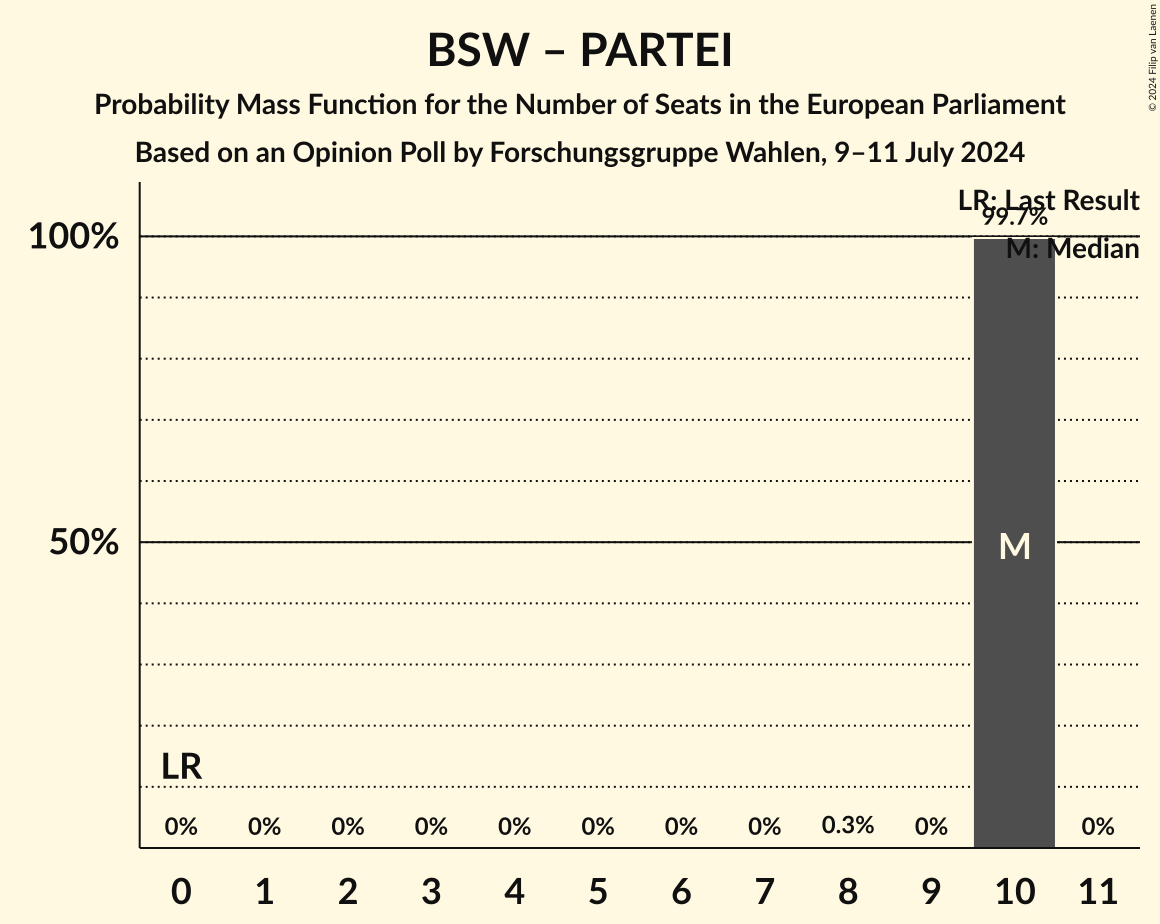 BSW – PARTEI
Probability Mass Function for the Number of Seats in the European Parliament
Based on an Opinion Poll by Forschungsgruppe Wahlen, 9–11 July 2024
© 2024 Filip van Laenen
LR: Last Result
99.7%
M: Median
100%
50%
M
LR
0% 0% 0% 0% 0% 0% 0% 0% 0.3% 0% 0%
0 1 2 3 4 5 6 7 8 9 10 11